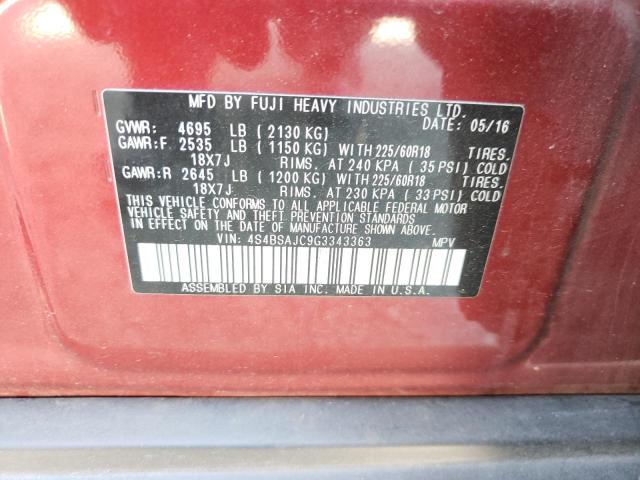 MFD BY FUJI HEAVY INDUSTRIES LTD.
GVWR: 4695 LB ( 2130 KG) DATE: 05/16
GAWR:F 2535 LB ( 1150 KG) WITH 225/60R18 TIRES.
18X7J RIMS. AT 240 KPA ( 35 PSI) COLD
GAWR:R 2645 LB ( 1200 KG) WITH 225/60R18 TIRES.
18X7J RIMS. AT 230 KPA ( 33 PSI) COLD
THIS VEHICLE CONFORMS TO ALL APPLICABLE FEDERAL MOTOR
VEHICLE SAFETY AND THEFT PREVENTION STANDARDS
IN EFFECT ON THE DATE OF MANUFACTURE SHOWN ABOVE.
VIN: 4S4BSAJC9G3343363 MPV
ASSEMBLED BY SIA INC. MADE IN U.S.A.